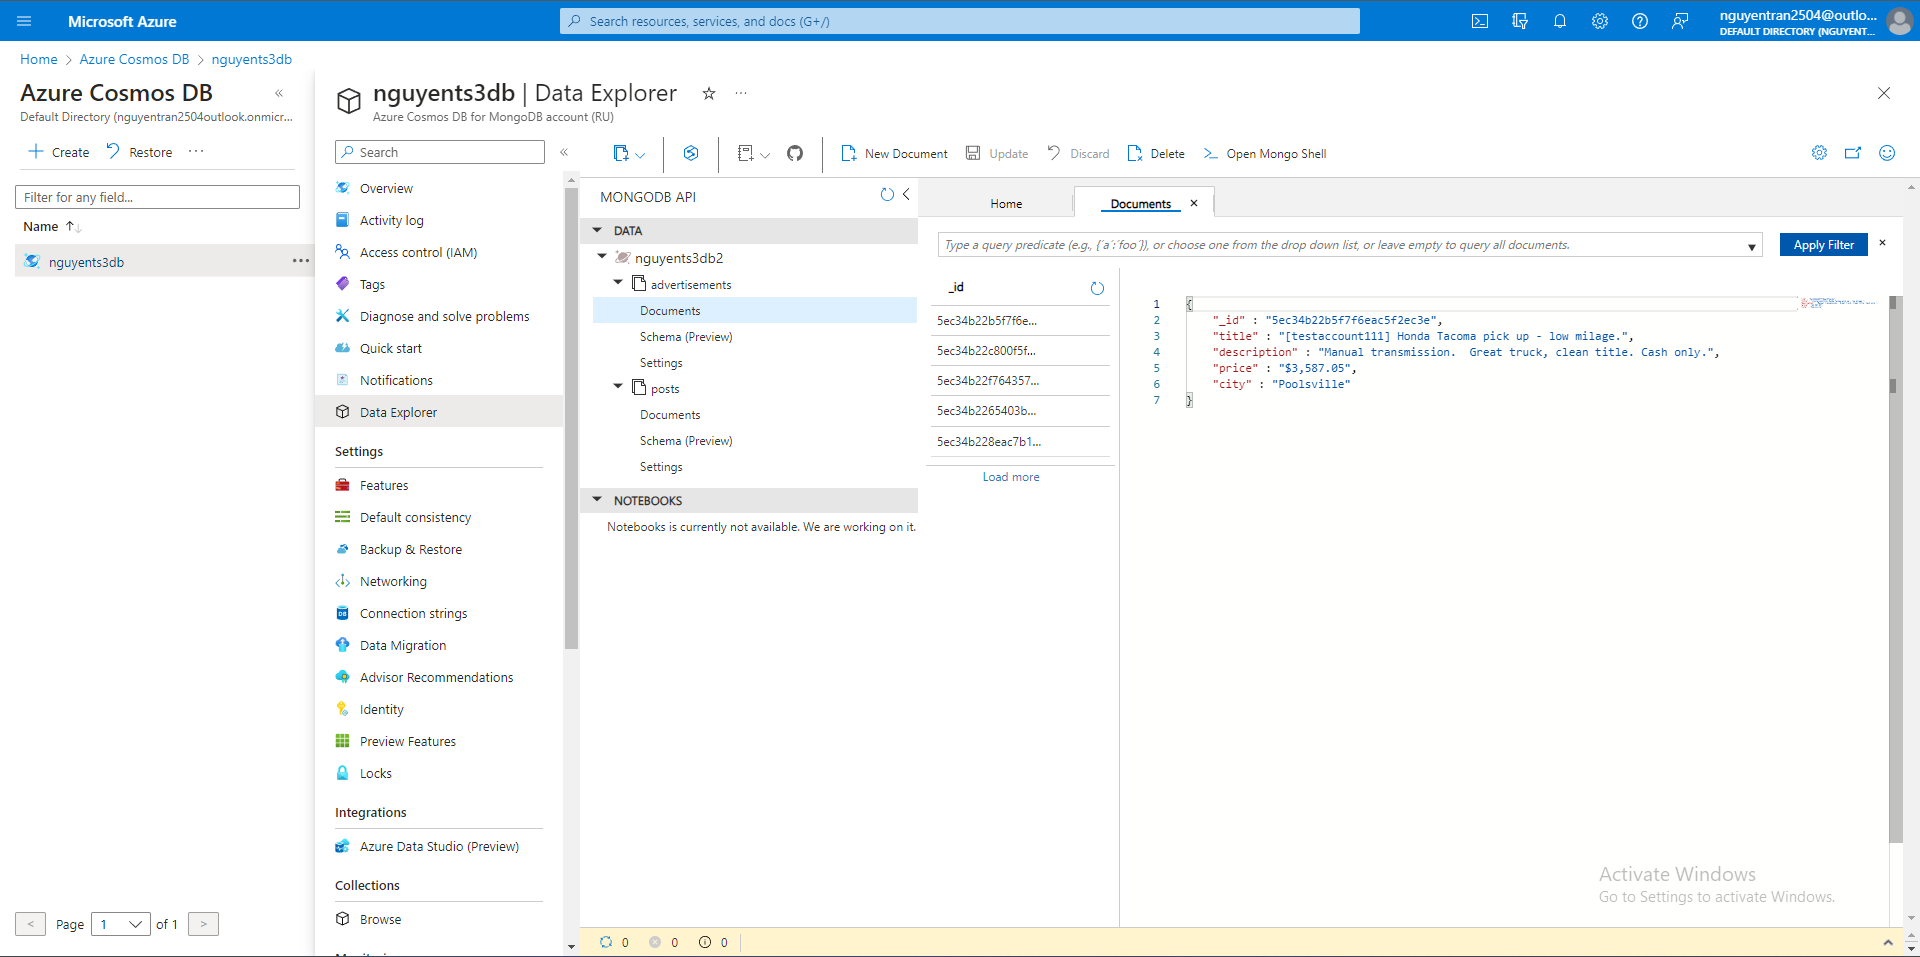 Microsoft Azure
Search resources, services, and docs (G+/)
nguyentran2504@outlo...
DEFAULT DIRECTORY (NGUYENT...
Home > Azure Cosmos DB > nguyents3db
Azure Cosmos DB
Default Directory (nguyentran2504outlook.onmicr...
Create
Restore
Filter for any field...
Name
nguyents3db
Page 1 of 1
nguyents3db | Data Explorer
Azure Cosmos DB for MongoDB account (RU)
Search
Overview
Activity log
Access control (IAM)
Tags
Diagnose and solve problems
Quick start
Notifications
Data Explorer
Settings
Features
Default consistency
Backup & Restore
Networking
Connection strings
Data Migration
Advisor Recommendations
Identity
Preview Features
Locks
Integrations
Azure Data Studio (Preview)
Collections
Browse
New Document
Update
Discard
Delete
Open Mongo Shell
MONGODB API
DATA
nguyents3db2
advertisements
Documents
Schema (Preview)
Settings
posts
Documents
Schema (Preview)
Settings
NOTEBOOKS
Notebooks is currently not available. We are working on it.
Home
Documents
Type a query predicate (e.g., {´a´:´foo´}), or choose one from the drop down list, or leave empty to query all documents.
Apply Filter
_id
5ec34b22b5f7f6e...
5ec34b22c800f5f...
5ec34b22f764357...
5ec34b2265403b...
5ec34b228eac7b1...
Load more
1 {
2 "_id" : "5ec34b22b5f7f6eac5f2ec3e",
3 "title" : "[testaccount111] Honda Tacoma pick up - low milage.",
4 "description" : "Manual transmission.  Great truck, clean title. Cash only.",
5 "price" : "$3,587.05",
6 "city" : "Poolsville"
7 }
Activate Windows
Go to Settings to activate Windows.
0 0 0